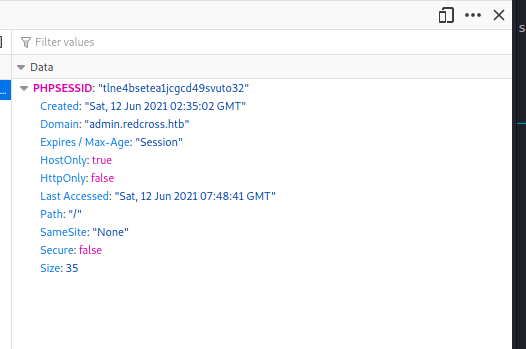 Filter values
Data
PHPSESSID: "tlne4bsetea1jcgcd49svuto32"
Created: "Sat, 12 Jun 2021 02:35:02 GMT"
Domain: "admin.redcross.htb"
Expires / Max-Age: "Session"
HostOnly: true
HttpOnly: false
Last Accessed: "Sat, 12 Jun 2021 07:48:41 GMT"
Path: "/"
SameSite: "None"
Secure: false
Size: 35